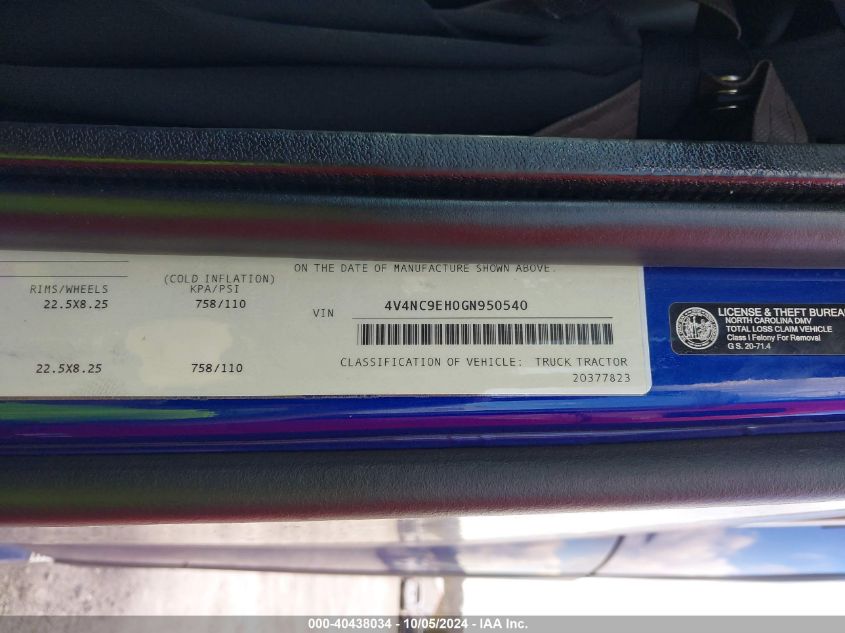 ON THE DATE OF MANUFACTURE SHOWN ABOVE.
RIMS/WHEELS
(COLD INFLATION)
KPA/PSI
22.5X8.25
758/110
VIN
4V4NC9EH0GN950540
22.5X8.25
758/110
CLASSIFICATION OF VEHICLE: TRUCK TRACTOR
20377823
LICENSE & THEFT BUREA
NORTH CAROLINA DMV
TOTAL LOSS CLAIM VEHICLE
Class I Felony For Removal
G.S. 20-71.4
000-40438034 - 10/05/2024 - IAA Inc.